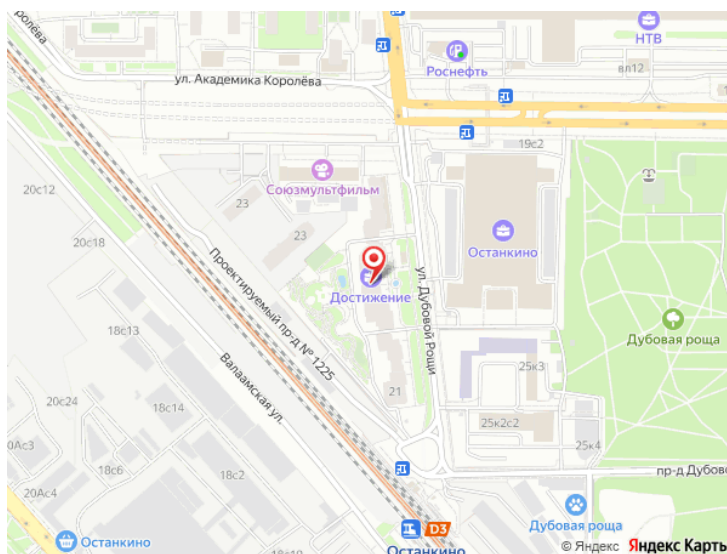 оролёва
НТВ
Роснефть
вл12
ул. Академика Королёва
19с2
Союзмультфильм
20с12
23
23
20с18
Останкино
Достижение
Проектируемый пр-д № 1225
ул. Дубовой Рощи
18с13
Валаамская ул.
Дубовая роща
25к3
20с24
18с14
21
20Ас3
25к2с2
18с6
25к4
18с2
20Ас4
пр-д Дубово
Дубовая роща
D3
Останкино
18с19
Останкино
© Яндекс Яндекс Карты